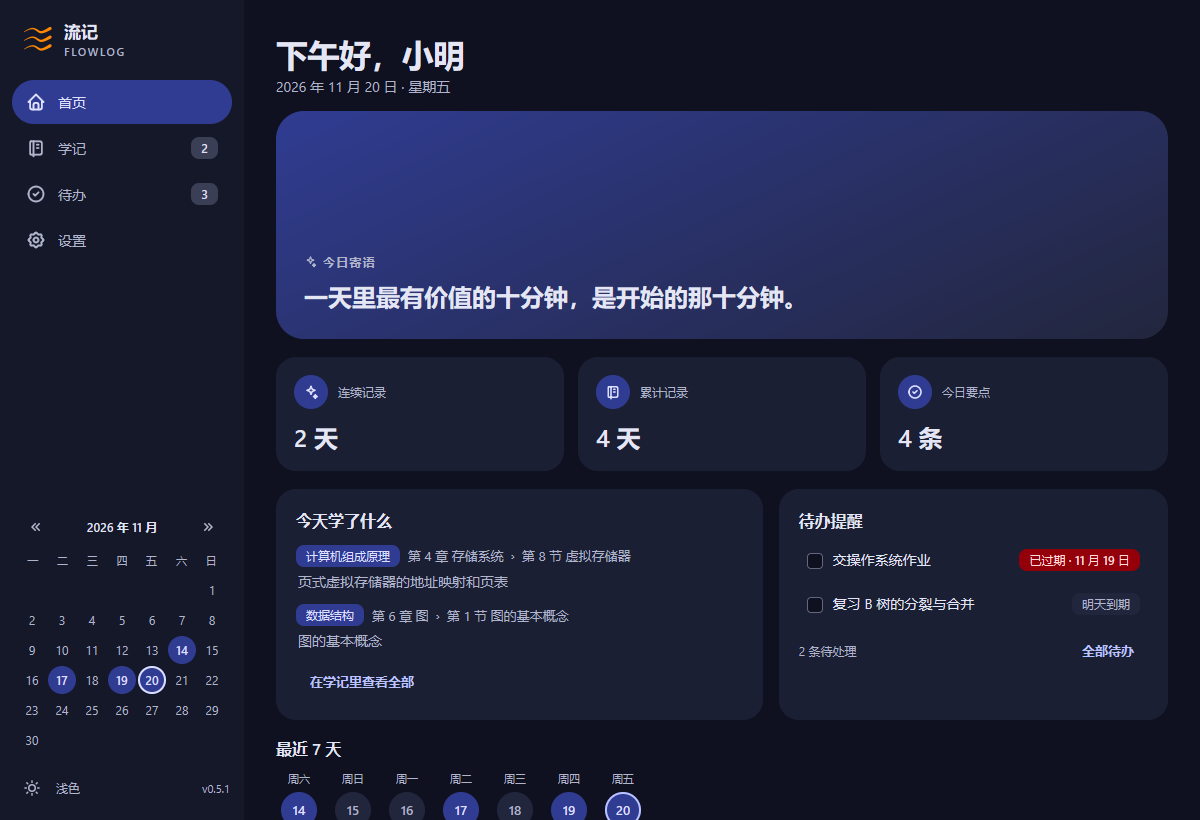 流记
FLOWLOG
首页
学记 2
待办 3
设置
« 2026 年 11 月 »
一 二 三 四 五 六 日
1
2 3 4 5 6 7 8
9 10 11 12 13 14 15
16 17 18 19 20 21 22
23 24 25 26 27 28 29
30
浅色 v0.5.1
下午好，小明
2026 年 11 月 20 日 · 星期五
今日寄语
一天里最有价值的十分钟，是开始的那十分钟。
连续记录
2 天
累计记录
4 天
今日要点
4 条
今天学了什么
计算机组成原理 第 4 章 存储系统 › 第 8 节 虚拟存储器
页式虚拟存储器的地址映射和页表
数据结构 第 6 章 图 › 第 1 节 图的基本概念
图的基本概念
在学记里查看全部
待办提醒
交操作系统作业 已过期 · 11 月 19 日
复习 B 树的分裂与合并 明天到期
2 条待处理 全部待办
最近 7 天
周六 周日 周一 周二 周三 周四 周五
14 15 16 17 18 19 20